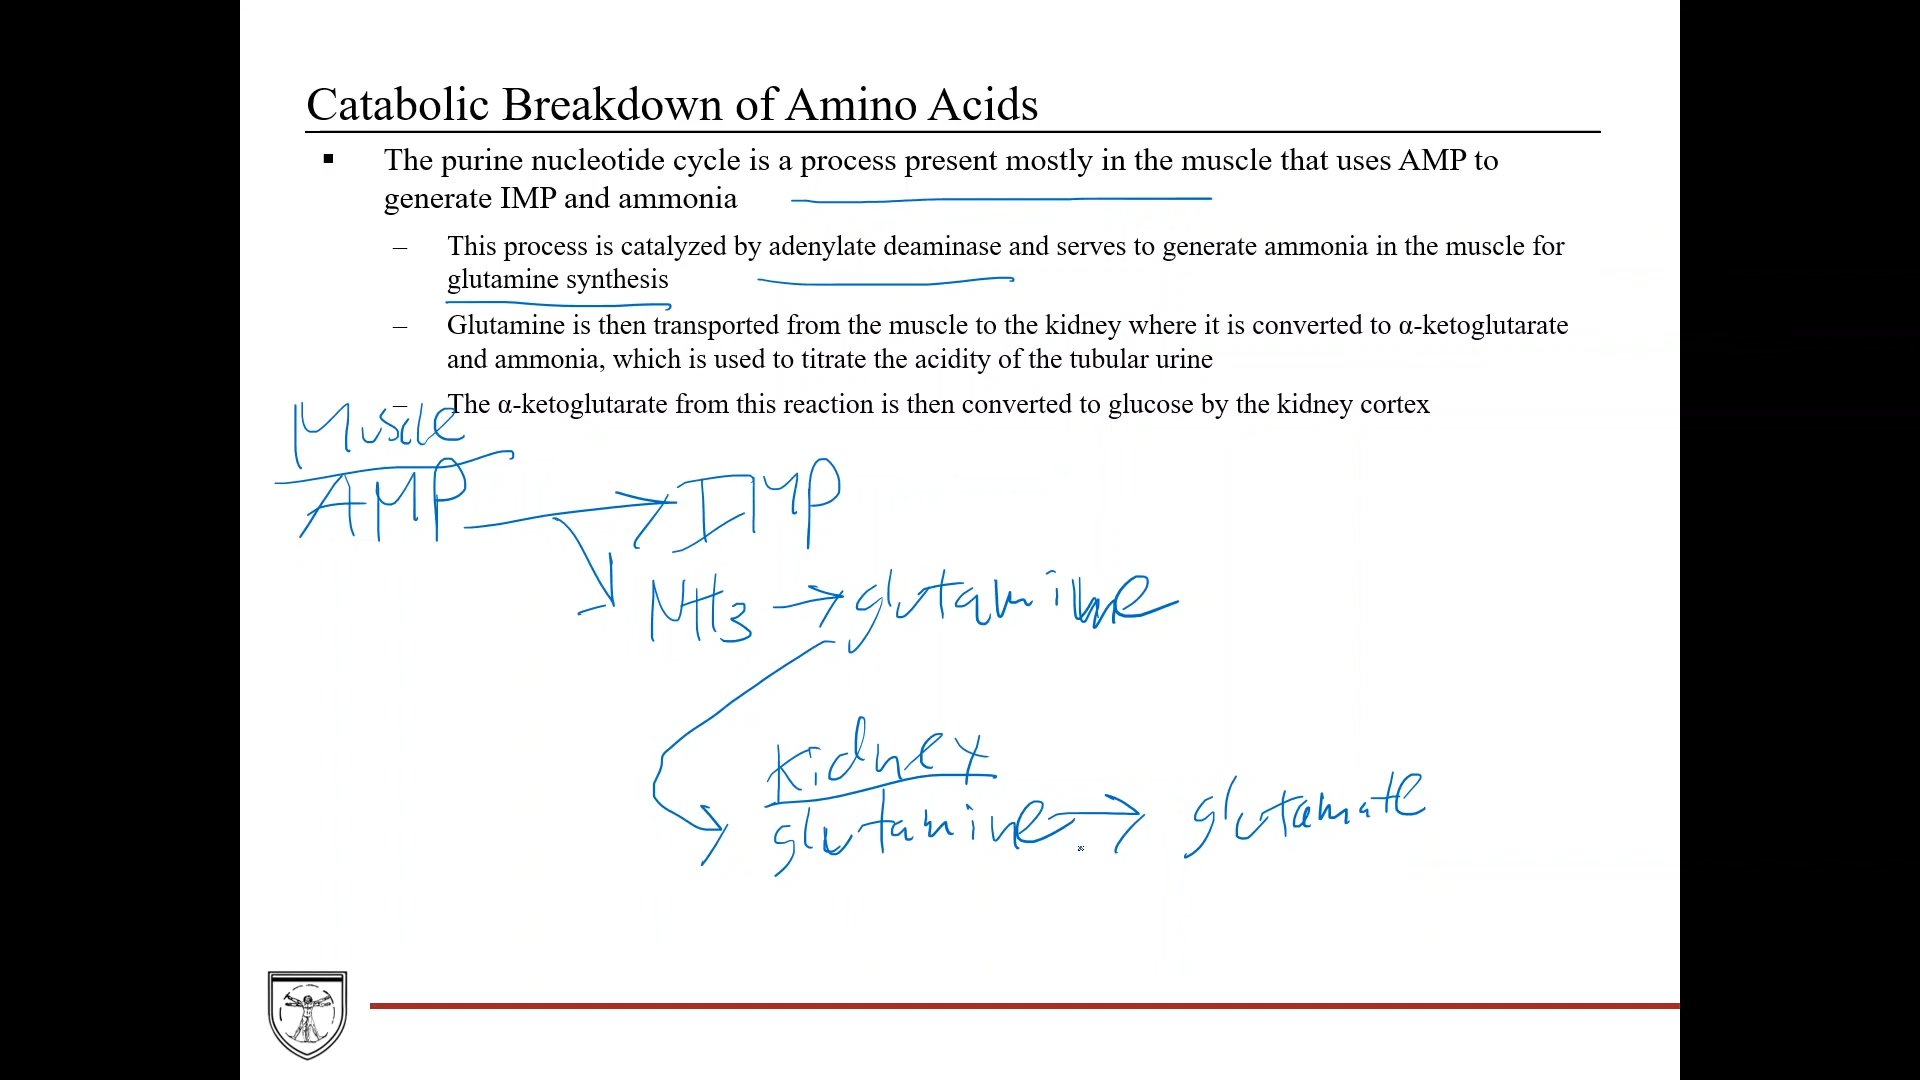 Catabolic Breakdown of Amino Acids
▪ The purine nucleotide cycle is a process present mostly in the muscle that uses AMP to
generate IMP and ammonia
– This process is catalyzed by adenylate deaminase and serves to generate ammonia in the muscle for
glutamine synthesis
– Glutamine is then transported from the muscle to the kidney where it is converted to α-ketoglutarate
and ammonia, which is used to titrate the acidity of the tubular urine
– The α-ketoglutarate from this reaction is then converted to glucose by the kidney cortex
Muscle
AMP → IMP
NH3 → glutamine
Kidney
glutamine → glutamate